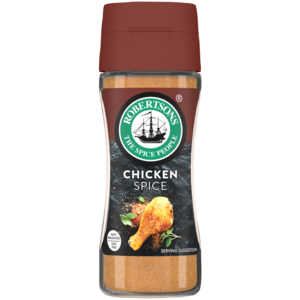 ROBERTSONS
THE SPICE PEOPLE
®
CHICKEN
SPICE
SERVING SUGGESTION